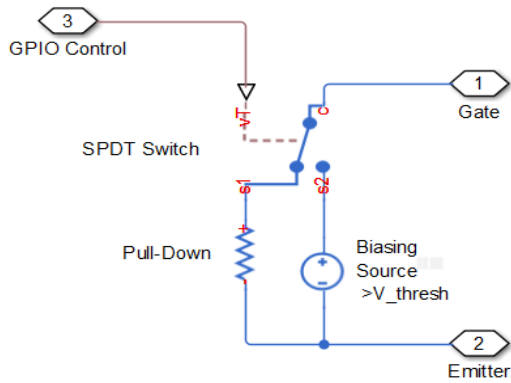 3
GPIO Control
1
Gate
vT
c
SPDT Switch
s1
s2
+
Pull-Down
+
−
Biasing
Source
>V_thresh
-
2
Emitter